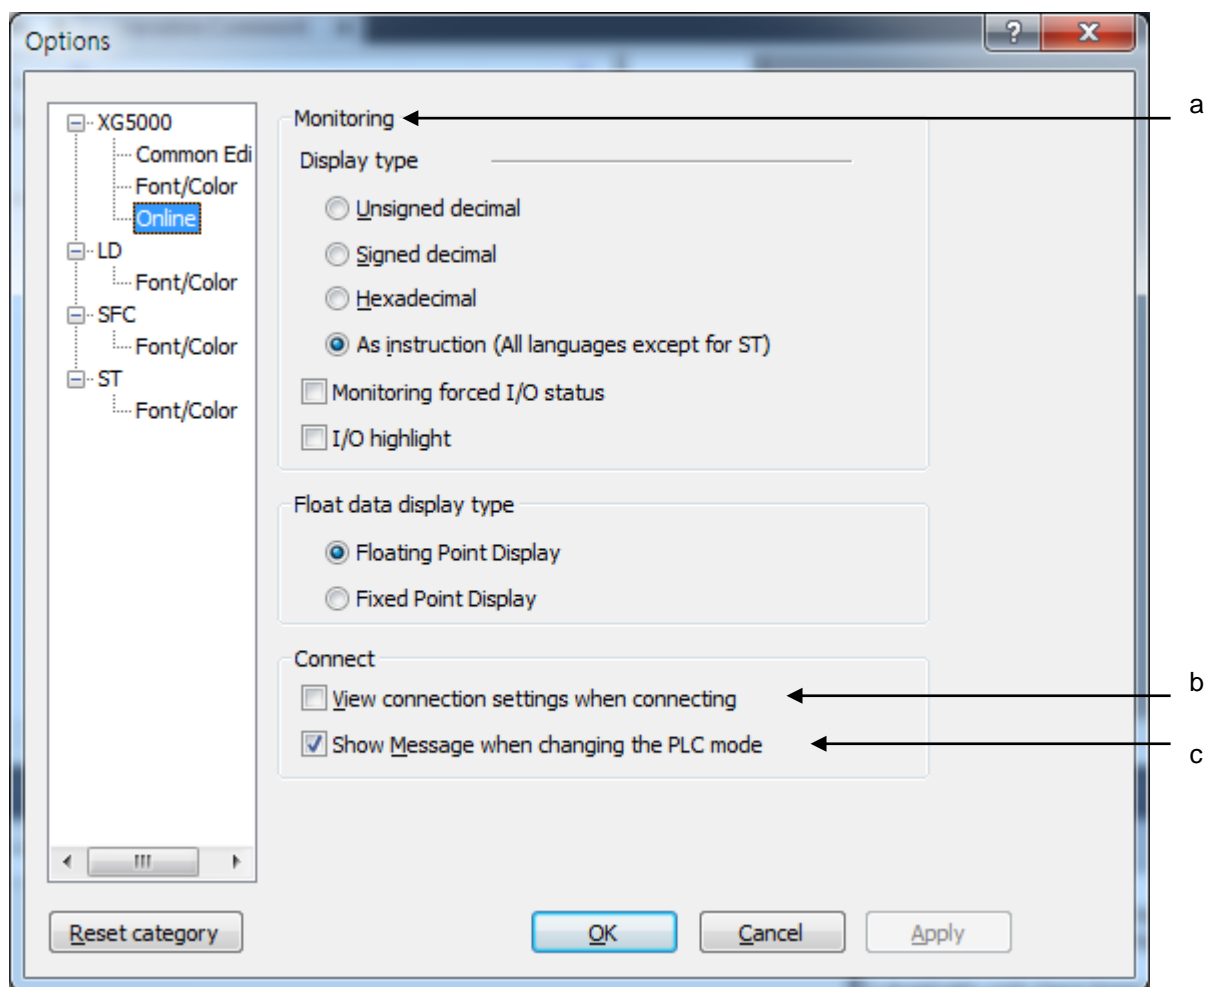 Options
?
X
a
XG5000
Common Edi
Font/Color
Online
LD
Font/Color
SFC
Font/Color
ST
Font/Color
Monitoring
Display type
Unsigned decimal
Signed decimal
Hexadecimal
As instruction (All languages except for ST)
Monitoring forced I/O status
I/O highlight
Float data display type
Floating Point Display
Fixed Point Display
Connect
View connection settings when connecting
b
Show Message when changing the PLC mode
c
Reset category
OK
Cancel
Apply